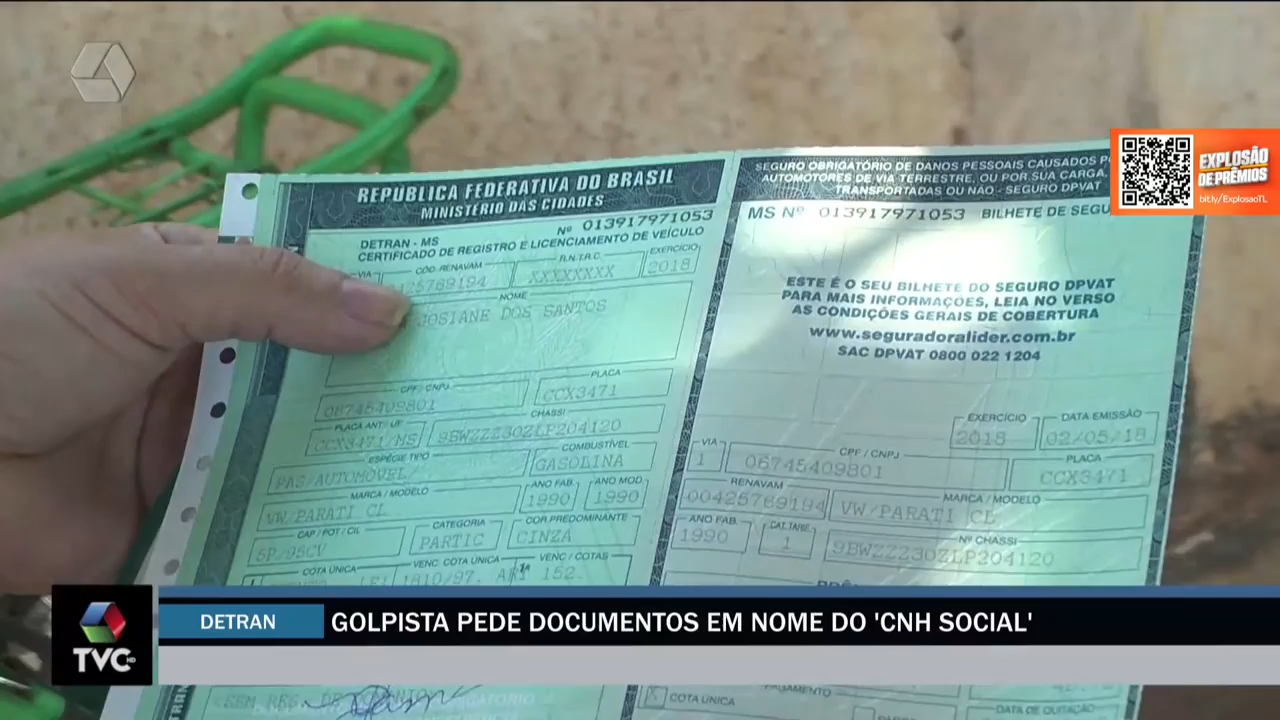 EXPLOSÃO
DE PRÊMIOS
bit.ly/ExplosaoTL
REPÚBLICA FEDERATIVA DO BRASIL
MINISTÉRIO DAS CIDADES
DETRAN - MS
Nº 013917971053
CERTIFICADO DE REGISTRO E LICENCIAMENTO DE VEÍCULO
VIA
CÓD. RENAVAM
R.N.T.R.C.
EXERCÍCIO
XXXXXXXX
2018
NOME
JOSIANE DOS SANTOS
CPF / CNPJ
PLACA
06745409801
CCX3471
PLACA ANT / UF
CHASSI
CCX3471/MS
9BWZZZ30ZLP204120
ESPÉCIE TIPO
COMBUSTÍVEL
PAS/AUTOMOVEL
GASOLINA
MARCA / MODELO
ANO FAB.
ANO MOD.
VW/PARATI CL
1990
1990
CAP / POT / CIL
CATEGORIA
COR PREDOMINANTE
5P/95CV
PARTIC
CINZA
COTA ÚNICA
VENC. COTA ÚNICA
VENC / COTAS
1ª
1810/97, ART 152.
SEGURO OBRIGATÓRIO DE DANOS PESSOAIS CAUSADOS
AUTOMOTORES DE VIA TERRESTRE, OU POR SUA CARGA,
TRANSPORTADAS OU NÃO - SEGURO DPVAT
MS Nº 013917971053 BILHETE DE
ESTE É O SEU BILHETE DO SEGURO DPVAT
PARA MAIS INFORMAÇÕES, LEIA NO VERSO
AS CONDIÇÕES GERAIS DE COBERTURA
www.seguradoralider.com.br
SAC DPVAT 0800 022 1204
EXERCÍCIO
DATA EMISSÃO
2018
02/05/18
VIA
CPF / CNPJ
PLACA
1
06745409801
CCX3471
RENAVAM
MARCA / MODELO
00425769194
VW/PARATI CL
ANO FAB.
CAT. TARIF.
Nº CHASSI
1990
1
9BWZZZ30ZLP204120
DETRAN
GOLPISTA PEDE DOCUMENTOS EM NOME DO 'CNH SOCIAL'
TVC HD
COTA ÚNICA
PAGAMENTO
DATA DE QUITAÇÃO